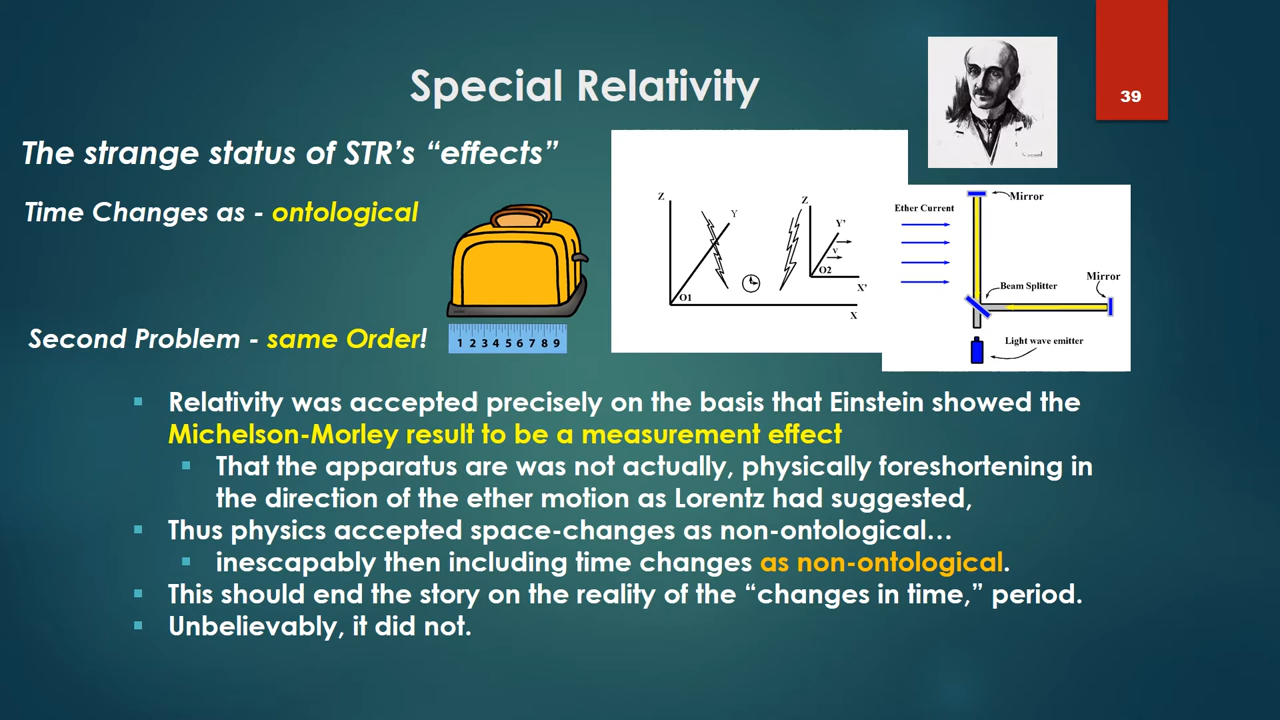 Special Relativity
39
The strange status of STR's “effects”
Time Changes as - ontological
Second Problem - same Order!
1 2 3 4 5 6 7 8 9
Z
Y
O1
X
Z
Y'
v
O2
X'
Mirror
Ether Current
Mirror
Beam Splitter
Light wave emitter
Relativity was accepted precisely on the basis that Einstein showed the
Michelson-Morley result to be a measurement effect
That the apparatus are was not actually, physically foreshortening in
the direction of the ether motion as Lorentz had suggested,
Thus physics accepted space-changes as non-ontological…
inescapably then including time changes as non-ontological.
This should end the story on the reality of the “changes in time,” period.
Unbelievably, it did not.